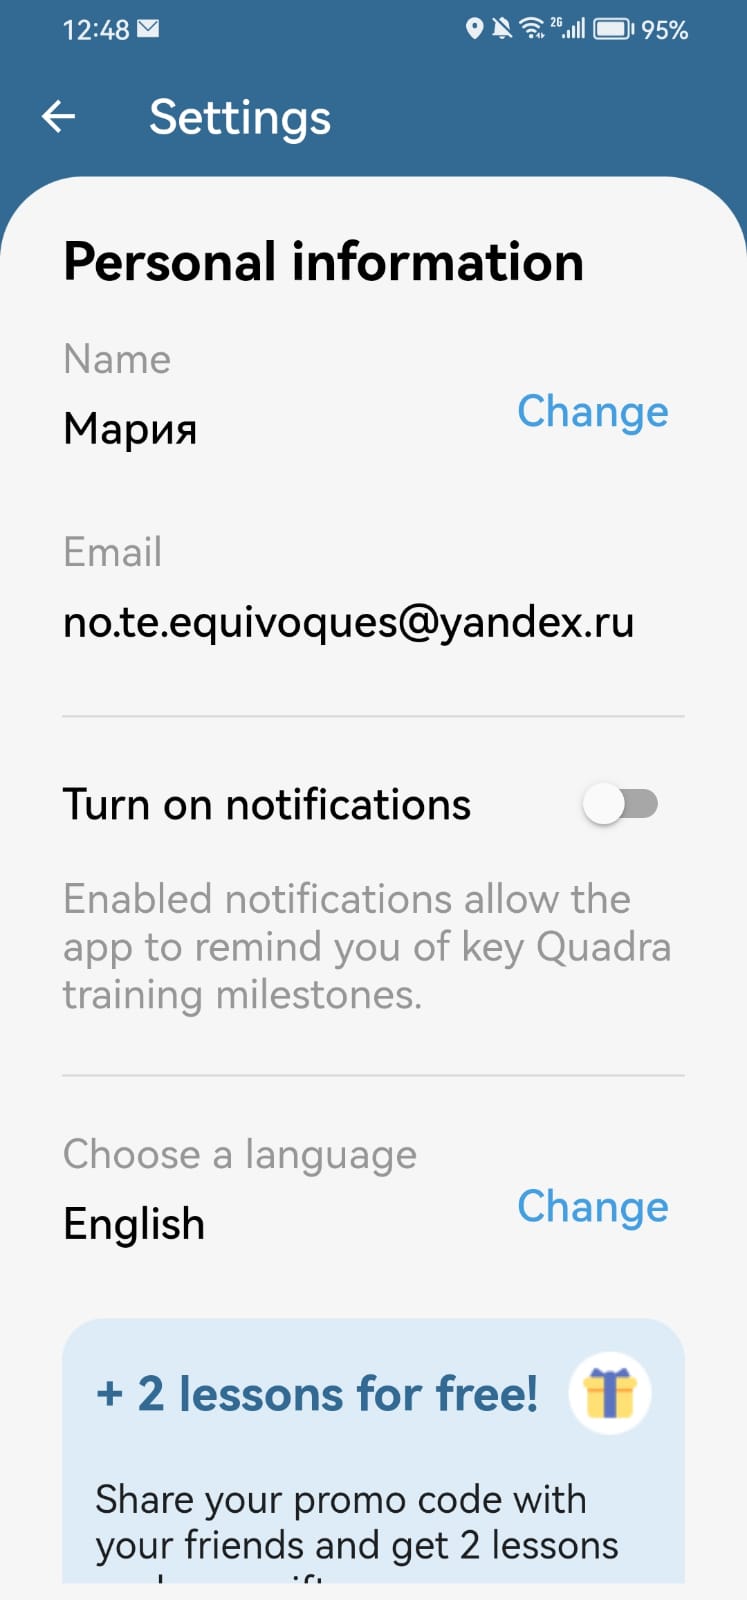 12:48
2G
95%
Settings
Personal information
Name
Мария
Change
Email
no.te.equivoques@yandex.ru
Turn on notifications
Enabled notifications allow the
app to remind you of key Quadra
training milestones.
Choose a language
English
Change
+ 2 lessons for free!
Share your promo code with
your friends and get 2 lessons